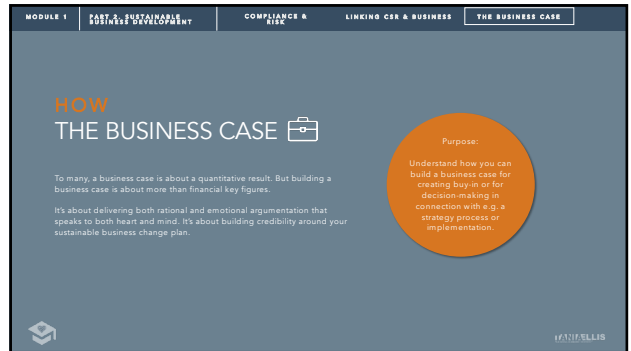 MODULE 1
PART 2. SUSTAINABLE
BUSINESS DEVELOPMENT
COMPLIANCE &
RISK
LINKING CSR & BUSINESS
THE BUSINESS CASE
HOW
THE BUSINESS CASE
To many, a business case is about a quantitative result. But building a
business case is about more than financial key figures.
It's about delivering both rational and emotional argumentation that
speaks to both heart and mind. It's about building credibility around your
sustainable business change plan.
Purpose:
Understand how you can
build a business case for
creating buy-in or for
decision-making in
connection with e.g. a
strategy process or
implementation.